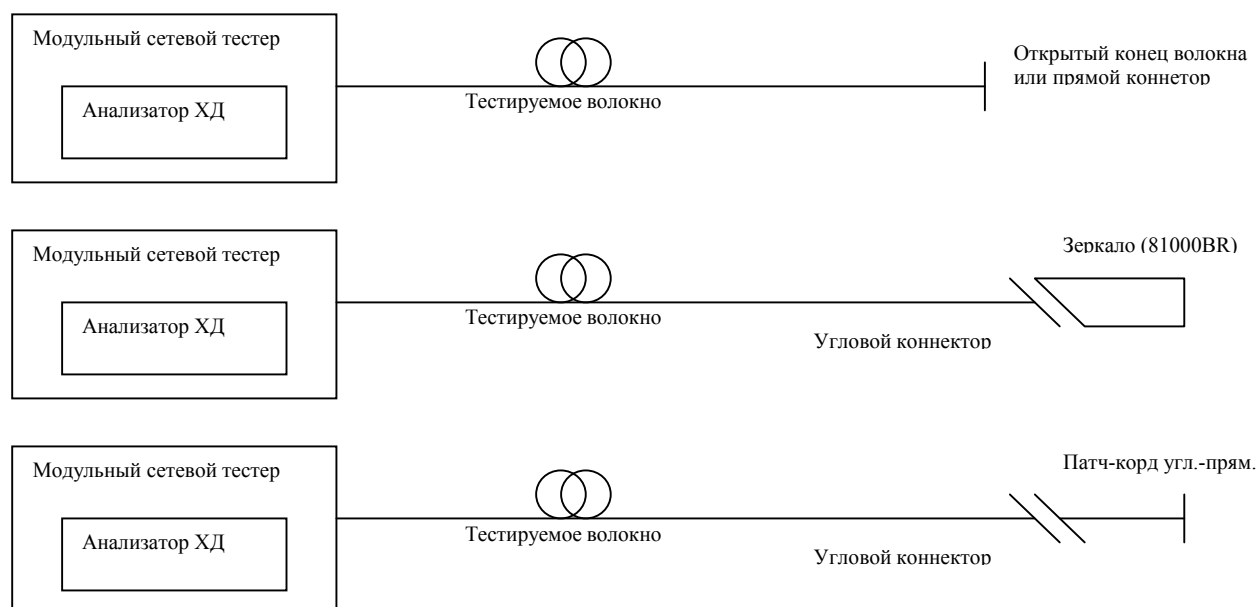 Модульный сетевой тестер
Анализатор ХД
Тестируемое волокно
Открытый конец волокна
или прямой коннетор
Модульный сетевой тестер
Анализатор ХД
Тестируемое волокно
Угловой коннектор
Зеркало (81000BR)
Модульный сетевой тестер
Анализатор ХД
Тестируемое волокно
Угловой коннектор
Патч-корд угл.-прям.